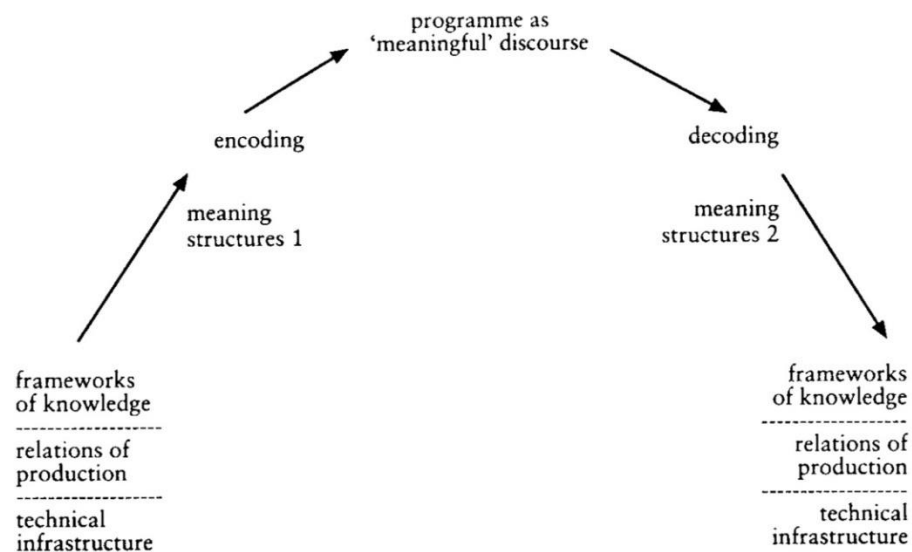 programme as
‘meaningful’ discourse
encoding
decoding
meaning
structures 1
meaning
structures 2
frameworks
of knowledge
relations of
production
technical
infrastructure
frameworks
of knowledge
relations of
production
technical
infrastructure